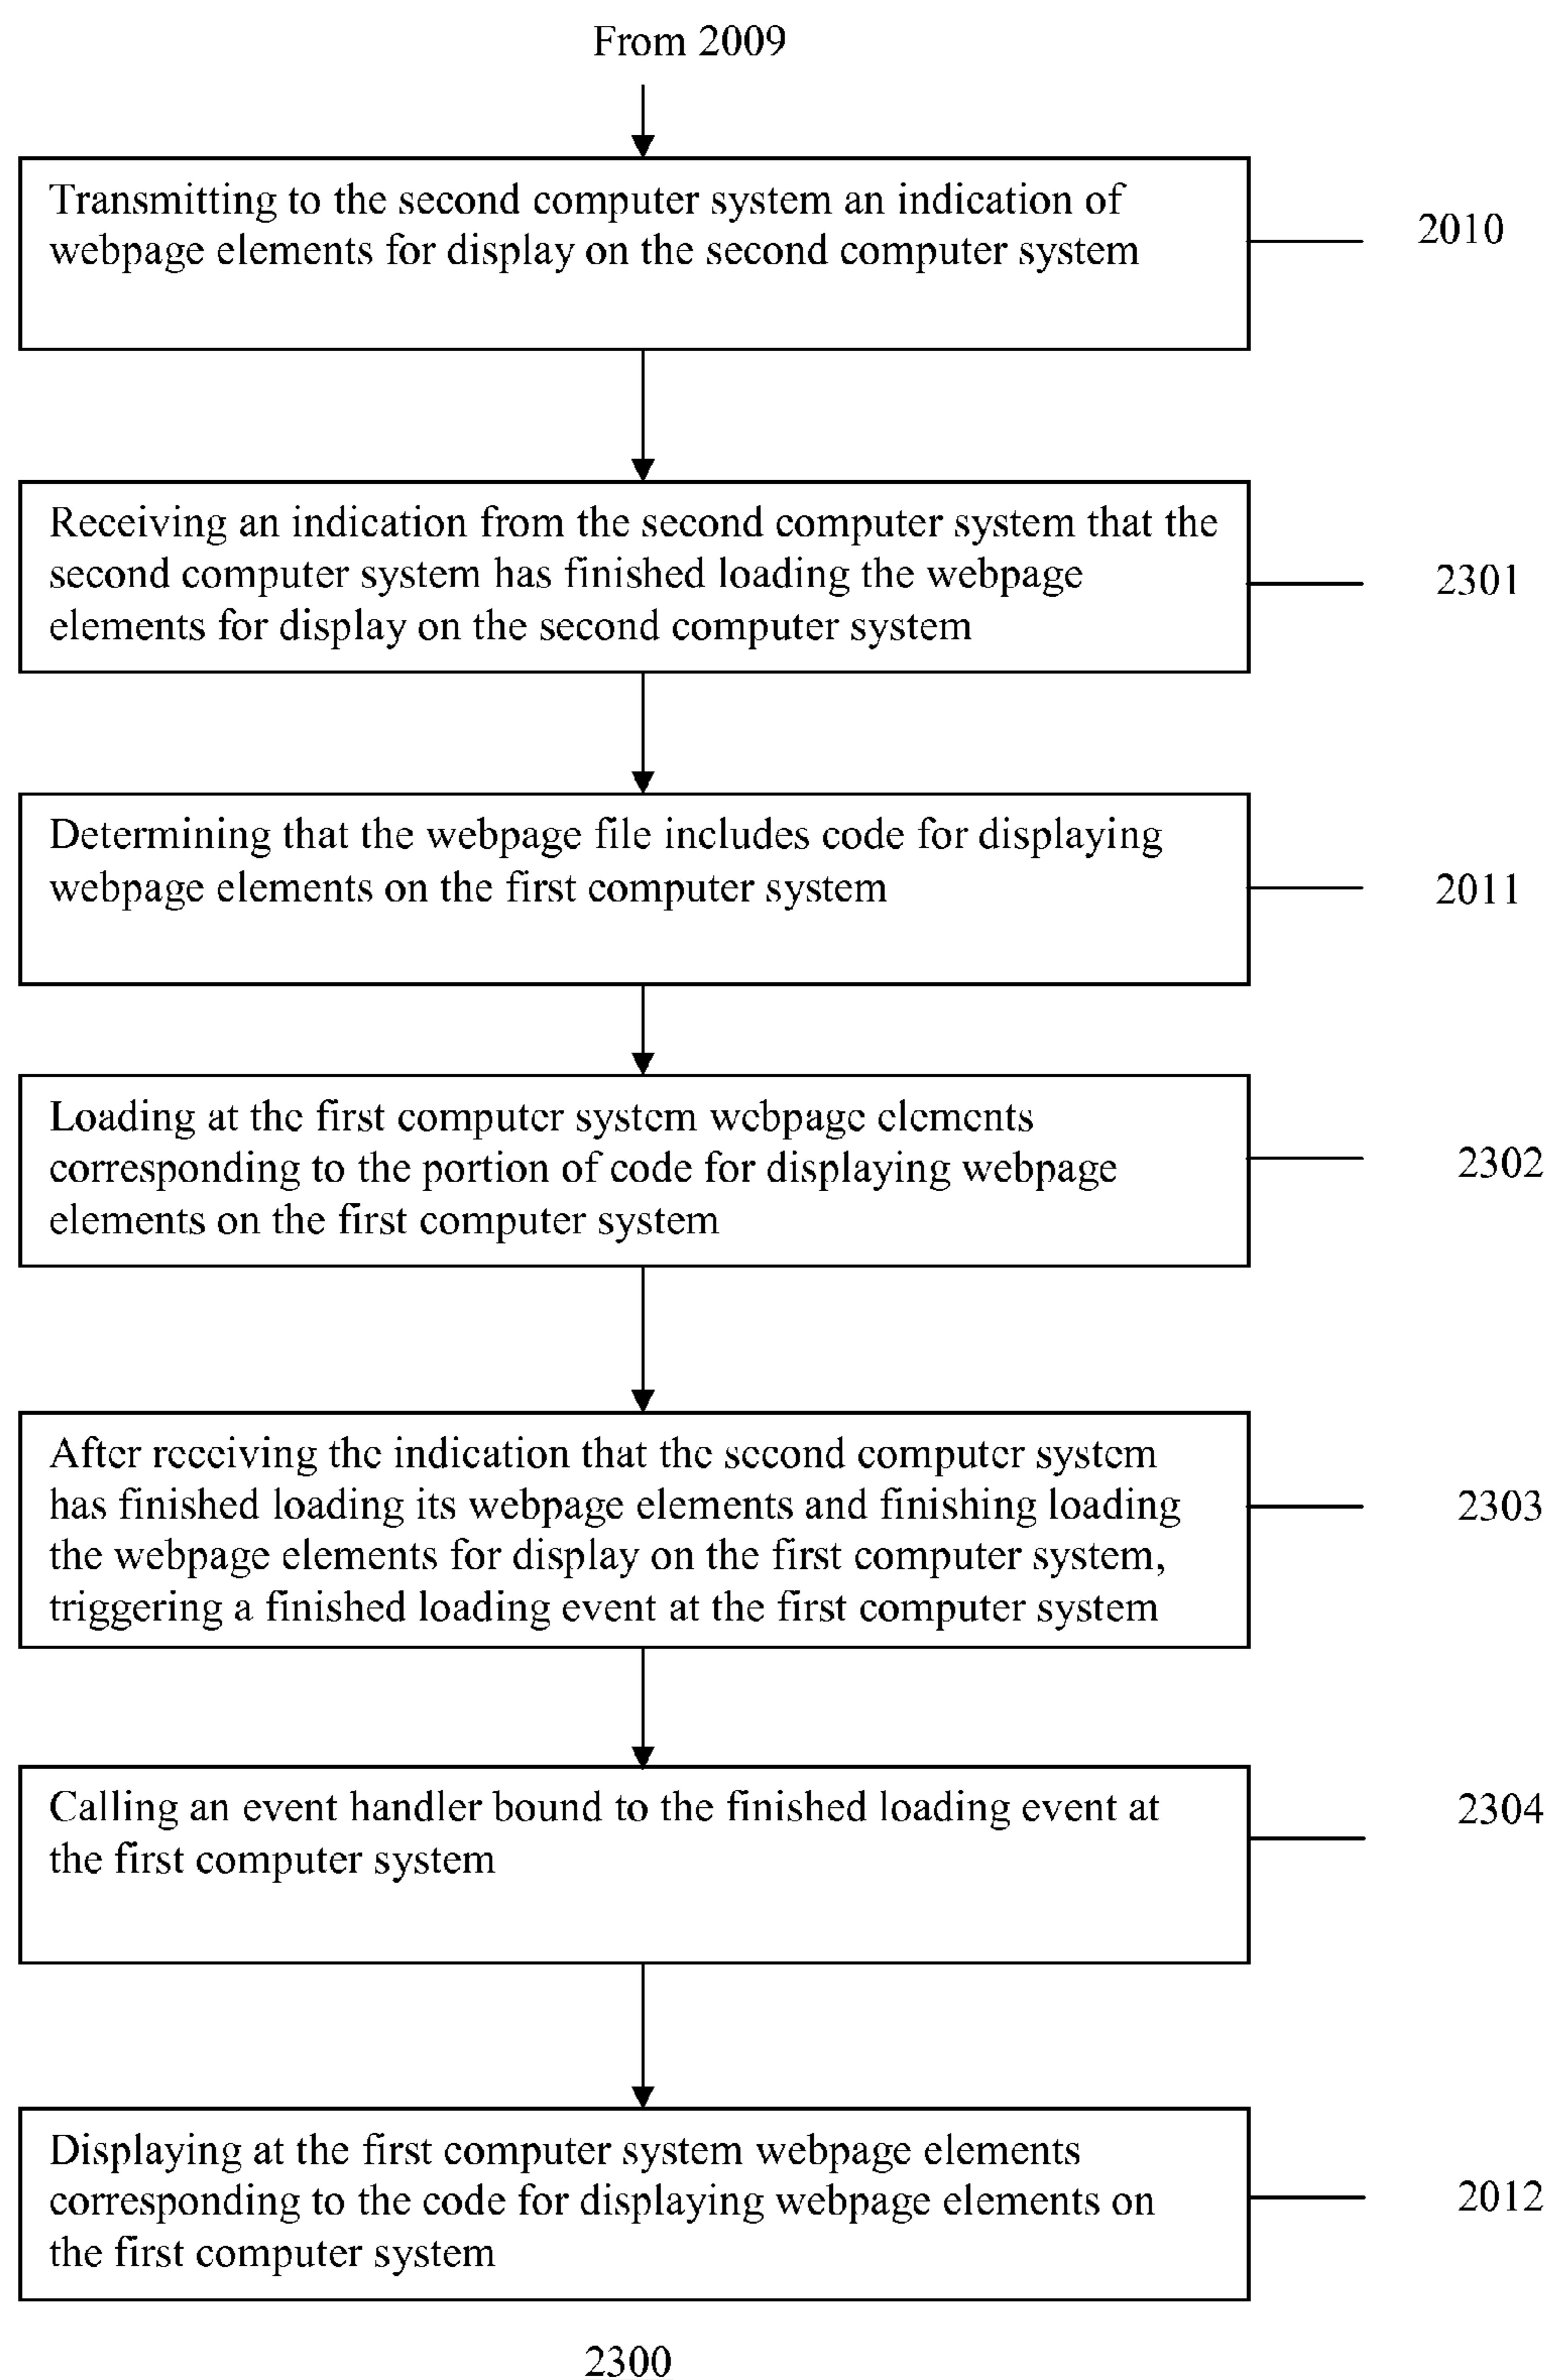 From 2009
Transmitting to the second computer system an indication of
webpage elements for display on the second computer system
2010
Receiving an indication from the second computer system that the
second computer system has finished loading the webpage
elements for display on the second computer system
2301
Determining that the webpage file includes code for displaying
webpage elements on the first computer system
2011
Loading at the first computer system webpage elements
corresponding to the portion of code for displaying webpage
elements on the first computer system
2302
After receiving the indication that the second computer system
has finished loading its webpage elements and finishing loading
the webpage elements for display on the first computer system,
triggering a finished loading event at the first computer system
2303
Calling an event handler bound to the finished loading event at
the first computer system
2304
Displaying at the first computer system webpage elements
corresponding to the code for displaying webpage elements on
the first computer system
2012
2300